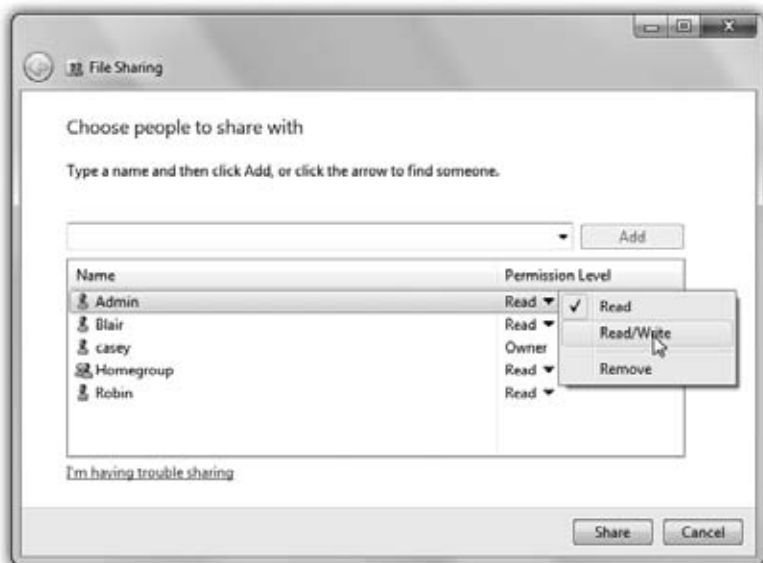 File Sharing
Choose people to share with
Type a name and then click Add, or click the arrow to find someone.
Add
Name Permission Level
Admin Read
Read
Blair Read
Read/Write
casey Owner
Homegroup Read
Remove
Robin Read
I'm having trouble sharing
Share Cancel